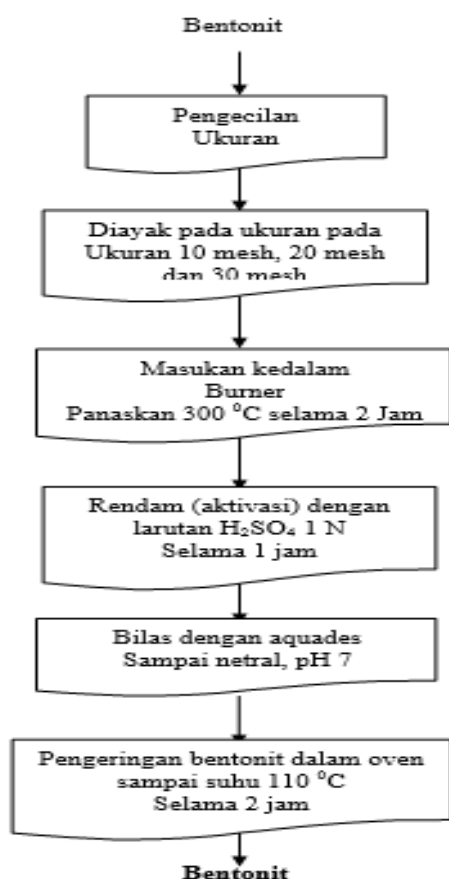 Bentonit
Pengecilan
Ukuran
Diayak pada ukuran pada
Ukuran 10 mesh, 20 mesh
dan 30 mesh
Masukan kedalam
Burner
Panaskan 300 ⁰C selama 2 Jam
Rendam (aktivasi) dengan
larutan H₂SO₄ 1 N
Selama 1 jam
Bilas dengan aquades
Sampai netral, pH 7
Pengeringan bentonit dalam oven
sampai suhu 110 ⁰C
Selama 2 jam
Bentonit